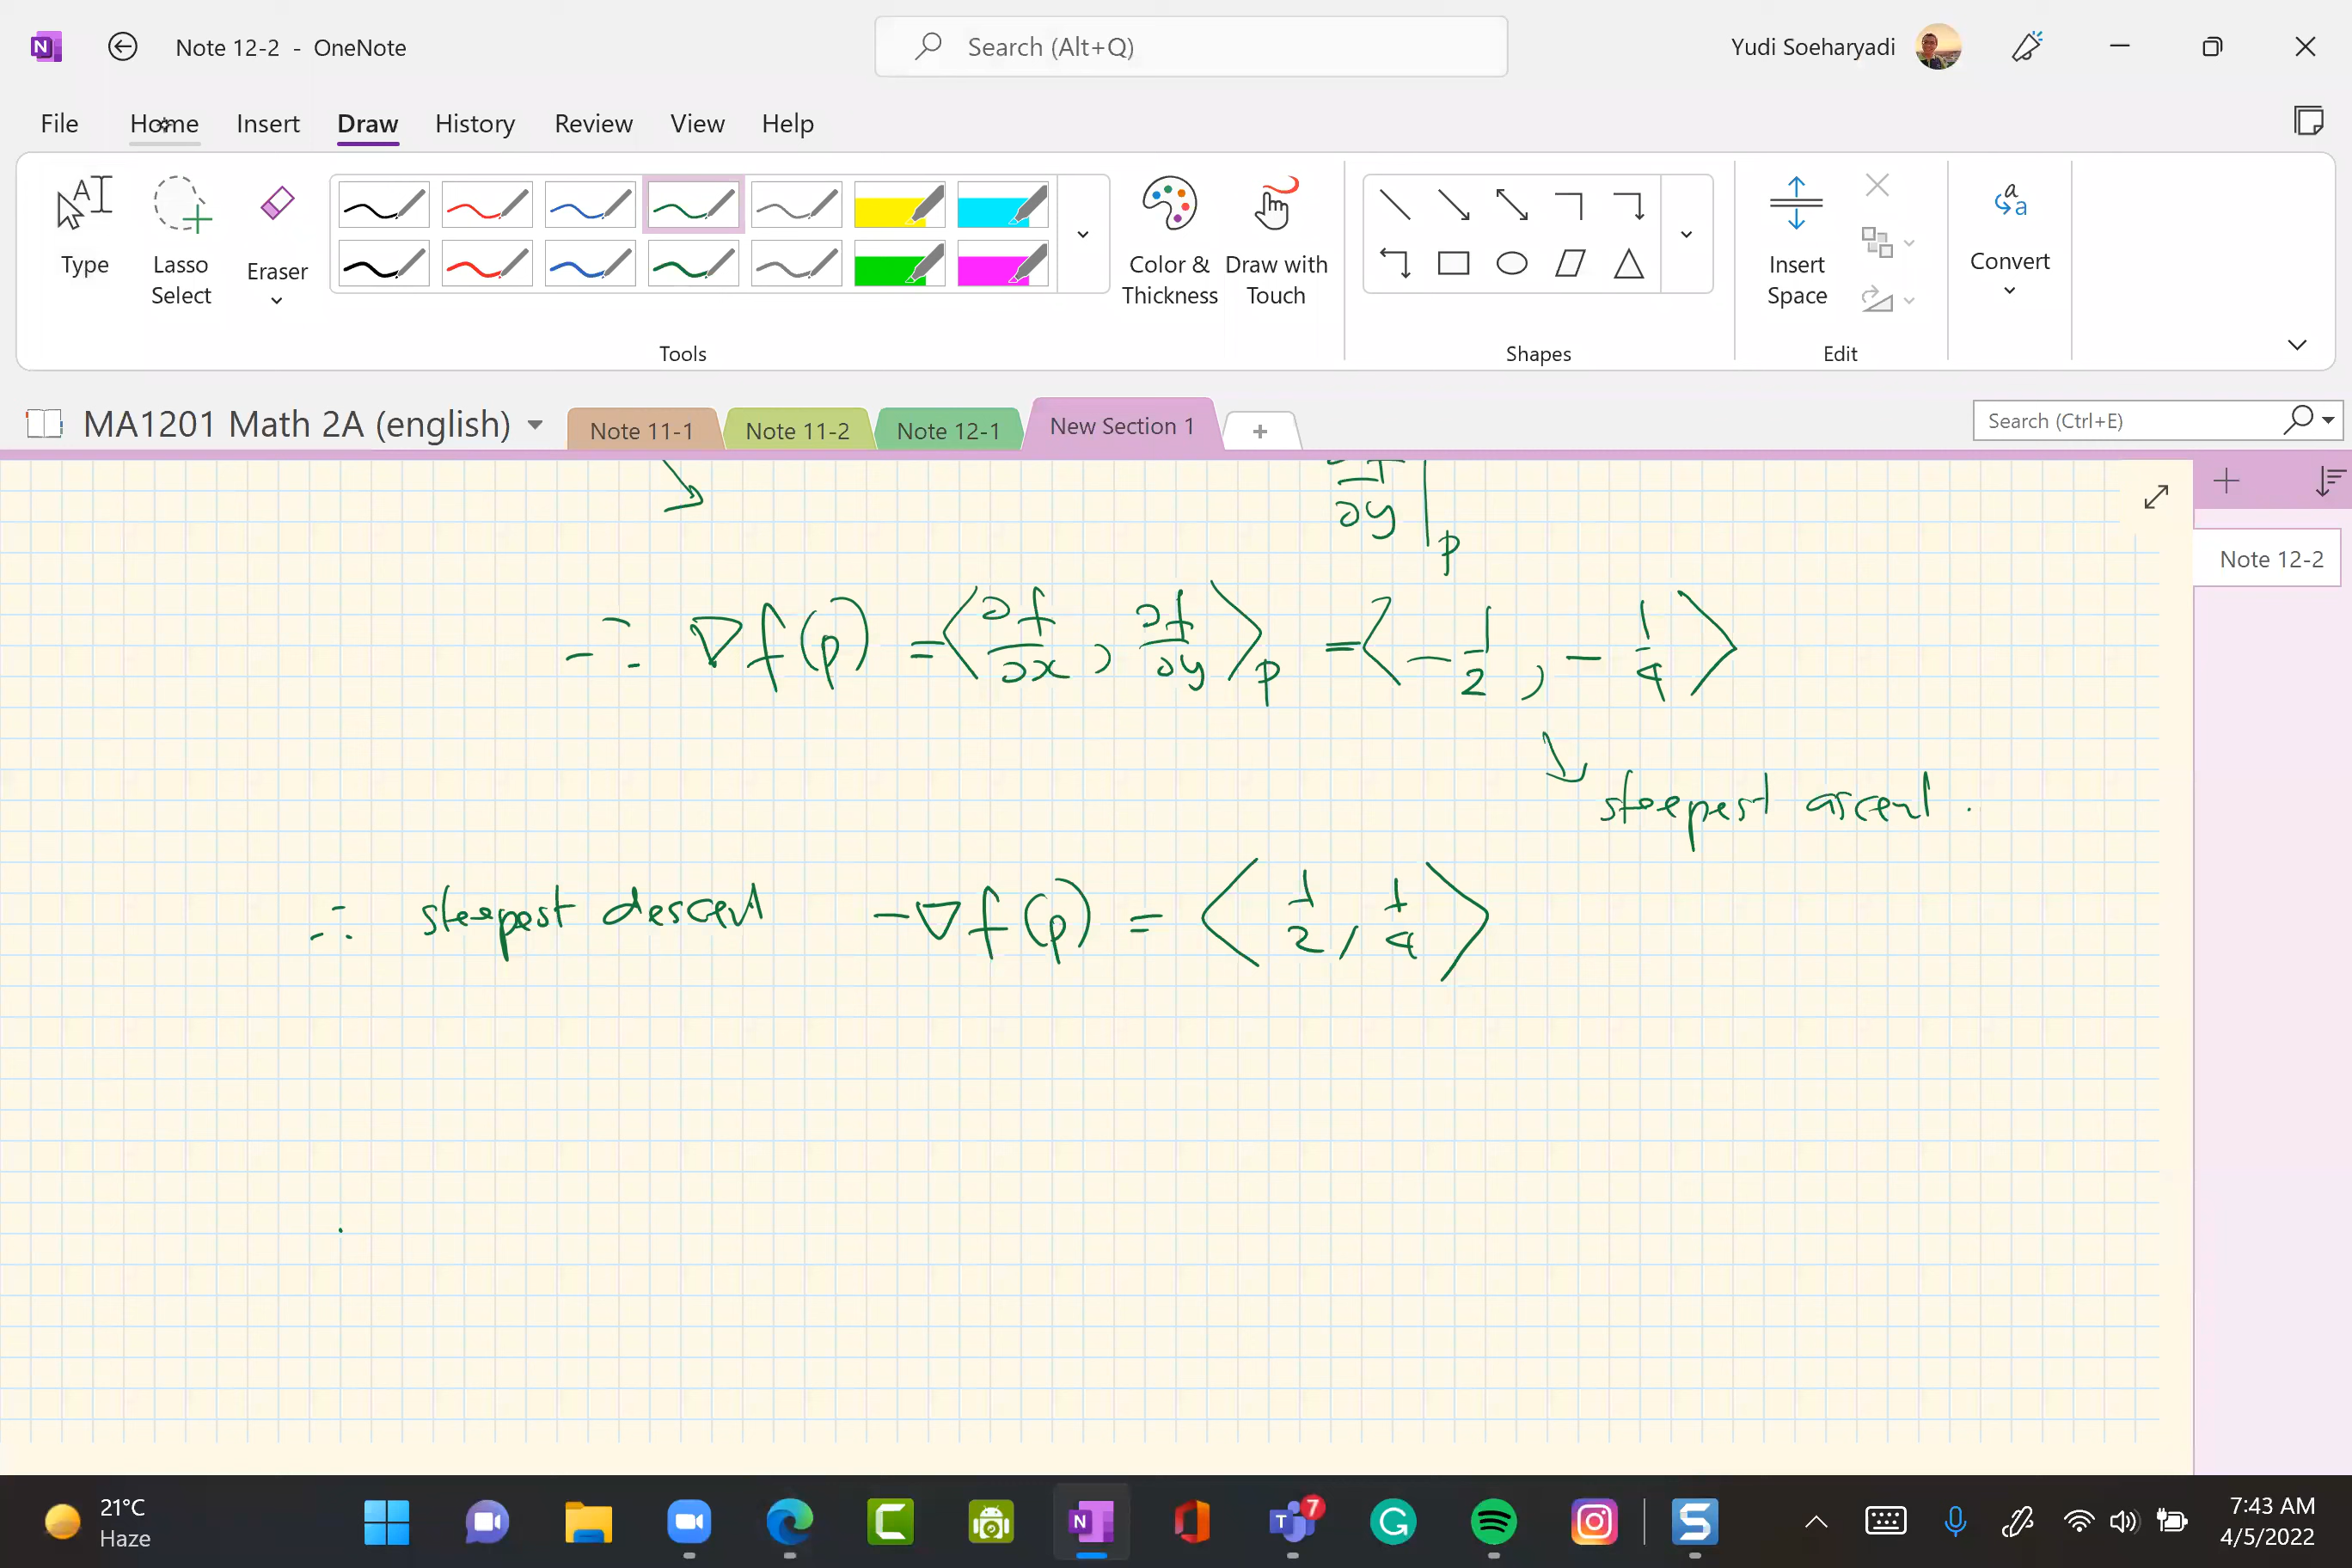 Note 12-2 - OneNote
Search (Alt+Q)
Yudi Soeharyadi
File Home Insert Draw History Review View Help
Type
Lasso Select
Eraser
Color & Thickness
Draw with Touch
Insert Space
Convert
Tools
Shapes
Edit
MA1201 Math 2A (english)
Note 11-1
Note 11-2
Note 12-1
New Section 1
+
Search (Ctrl+E)
Note 12-2
∂f/∂y |p
∴ ∇f(p) = ⟨∂f/∂x, ∂f/∂y⟩p = ⟨-1/2, -1/4⟩
↘ steepest ascent.
∴ steepest descent -∇f(p) = ⟨1/2, 1/4⟩
21°C
Haze
7
7:43 AM
4/5/2022